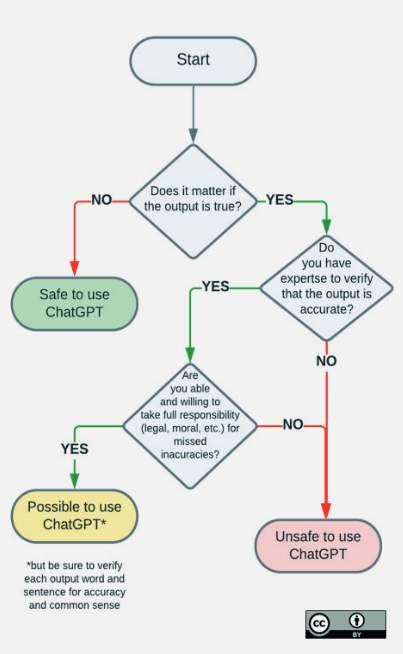 Start
Does it matter if
the output is true?
NO
YES
Safe to use
ChatGPT
Do
you have
expertse to verify
that the output is
accurate?
YES
NO
Are
you able
and willing to
take full responsibility
(legal, moral, etc.) for
missed
inacuracies?
YES
NO
Possible to use
ChatGPT*
Unsafe to use
ChatGPT
*but be sure to verify
each output word and
sentence for accuracy
and common sense
cc
BY